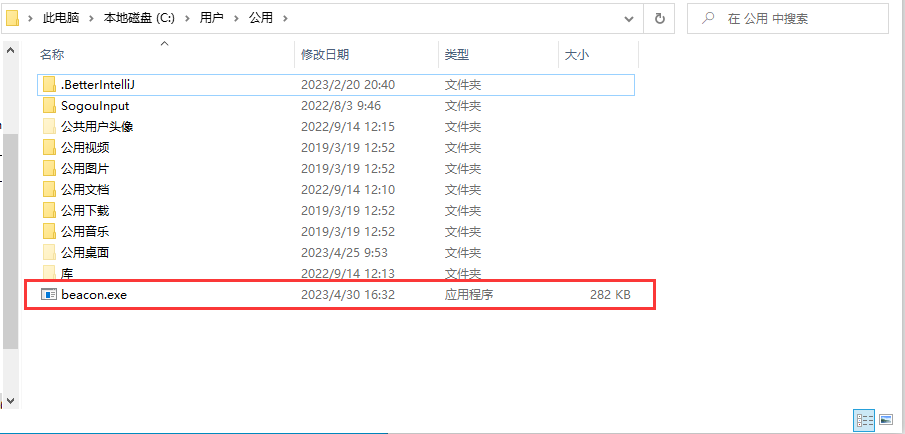 此电脑 本地磁盘 (C:) 用户 公用 在 公用 中搜索
名称 修改日期 类型 大小
.BetterIntelliJ 2023/2/20 20:40 文件夹
SogouInput 2022/8/3 9:46 文件夹
公共用户头像 2022/9/14 12:15 文件夹
公用视频 2019/3/19 12:52 文件夹
公用图片 2019/3/19 12:52 文件夹
公用文档 2022/9/14 12:10 文件夹
公用下载 2019/3/19 12:52 文件夹
公用音乐 2019/3/19 12:52 文件夹
公用桌面 2023/4/25 9:53 文件夹
库 2022/9/14 12:13 文件夹
beacon.exe 2023/4/30 16:32 应用程序 282 KB